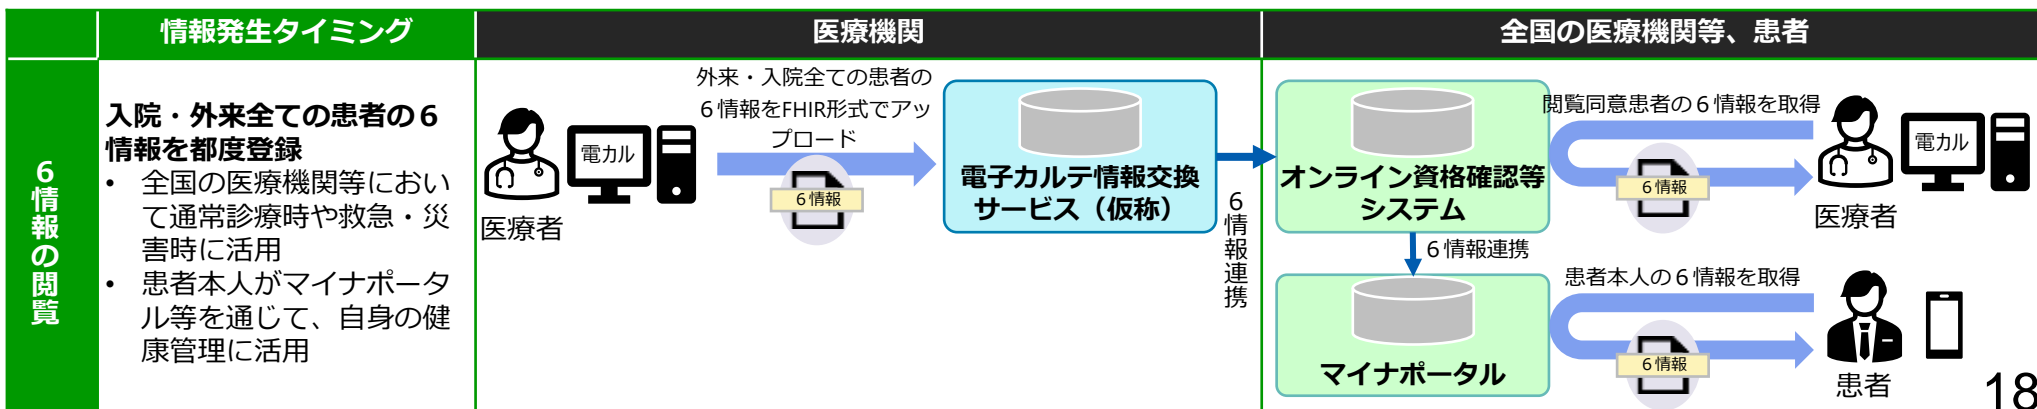 情報発生タイミング
医療機関
全国の医療機関等、患者
6情報の閲覧
入院・外来全ての患者の6
情報を都度登録
• 全国の医療機関等におい
て通常診療時や救急・災
害時に活用
• 患者本人がマイナポータ
ル等を通じて、自身の健
康管理に活用
電カル
医療者
外来・入院全ての患者の
6情報をFHIR形式でアッ
プロード
6情報
電子カルテ情報交換
サービス（仮称）
6情報連携
オンライン資格確認等
システム
6情報連携
マイナポータル
閲覧同意患者の6情報を取得
6情報
電カル
医療者
患者本人の6情報を取得
6情報
患者
18